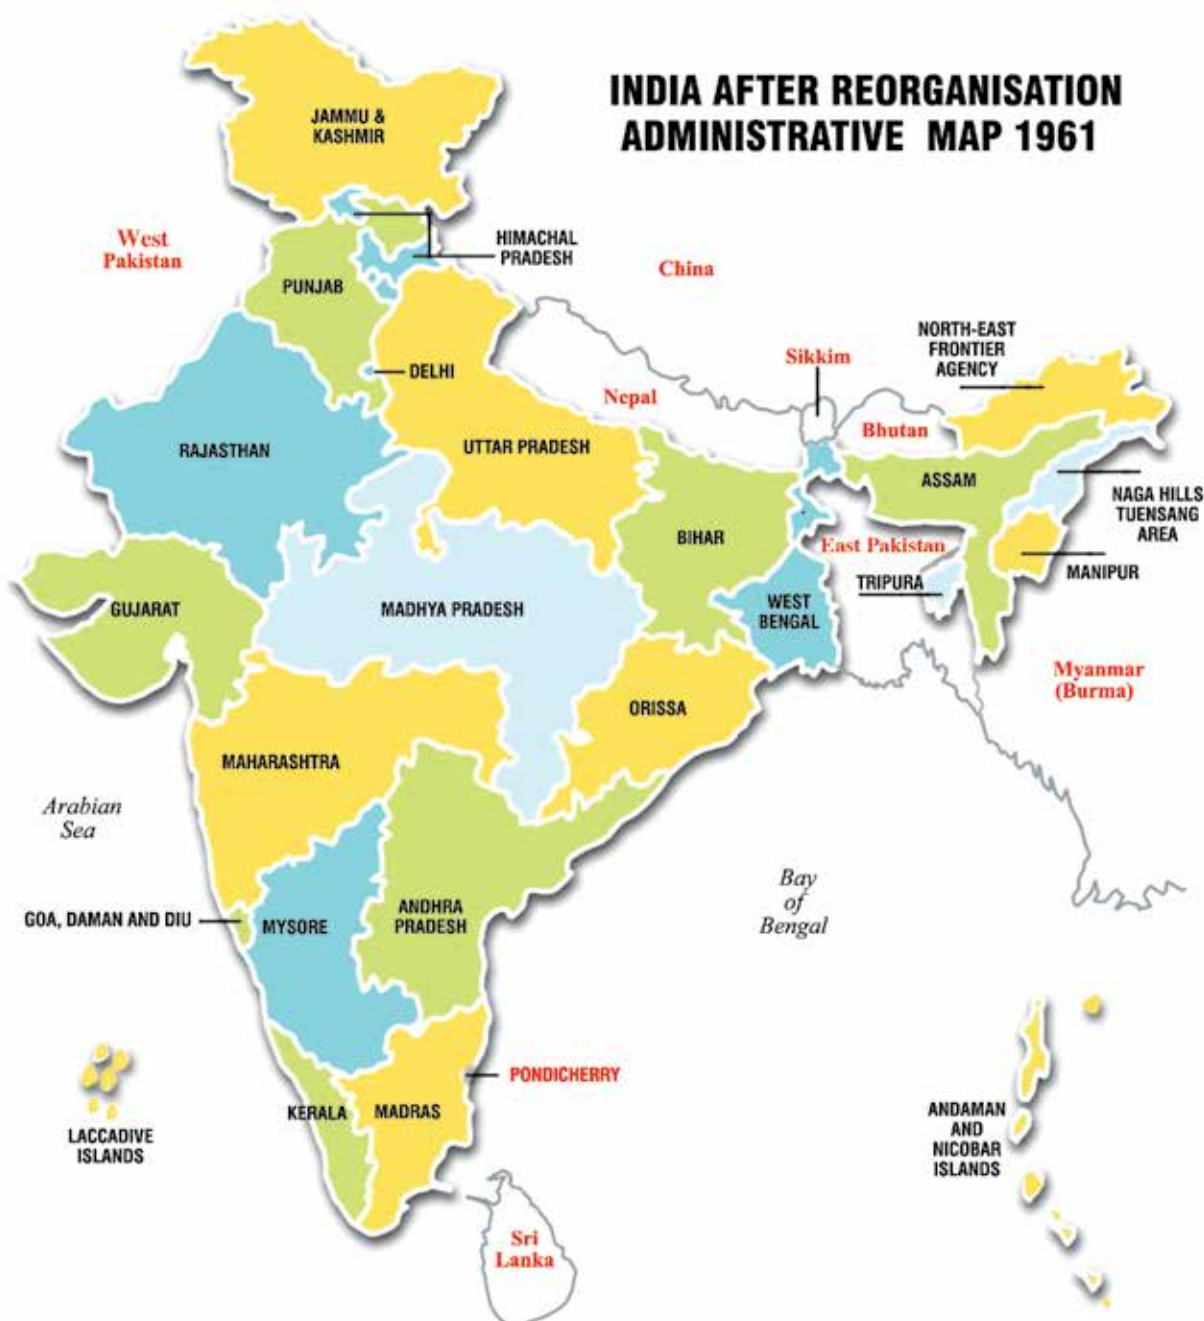 INDIA AFTER REORGANISATION
ADMINISTRATIVE MAP 1961
JAMMU &
KASHMIR
West
Pakistan
HIMACHAL
PRADESH
China
PUNJAB
NORTH-EAST
FRONTIER
AGENCY
Sikkim
DELHI
Nepal
Bhutan
RAJASTHAN
UTTAR PRADESH
ASSAM
NAGA HILLS
TUENSANG
AREA
BIHAR
East Pakistan
MANIPUR
TRIPURA
GUJARAT
MADHYA PRADESH
WEST
BENGAL
Myanmar
(Burma)
ORISSA
MAHARASHTRA
Arabian
Sea
Bay
of
Bengal
GOA, DAMAN AND DIU
MYSORE
ANDHRA
PRADESH
PONDICHERRY
KERALA
MADRAS
LACCADIVE
ISLANDS
ANDAMAN
AND
NICOBAR
ISLANDS
Sri
Lanka